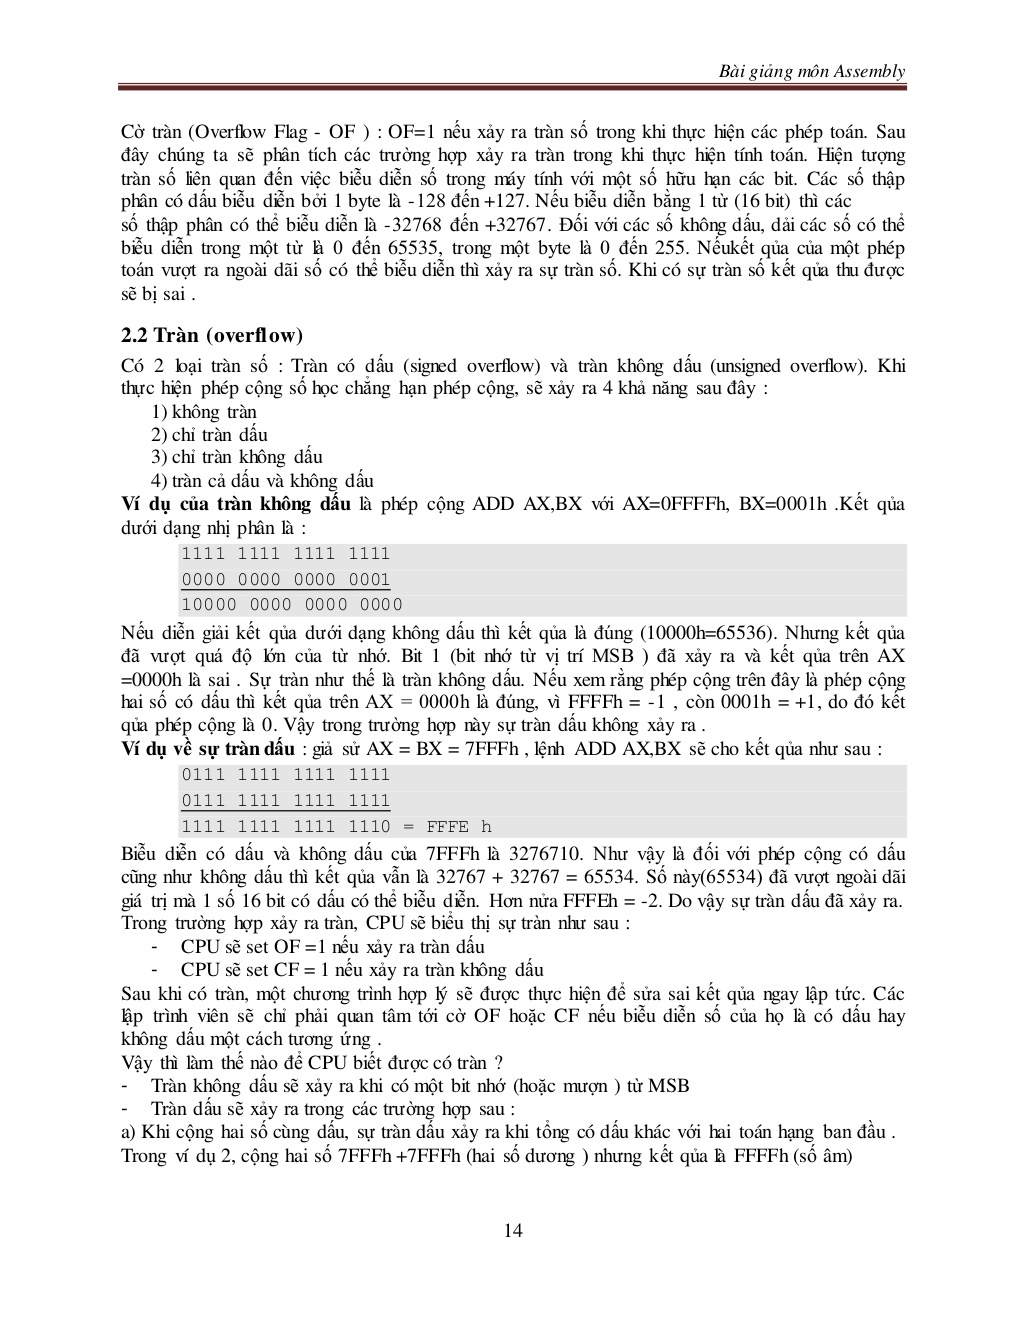 Bài giảng môn Assembly
Cờ tràn (Overflow Flag - OF ) : OF=1 nếu xảy ra tràn số trong khi thực hiện các phép toán. Sau
đây chúng ta sẽ phân tích các trường hợp xảy ra tràn trong khi thực hiện tính toán. Hiện tượng
tràn số liên quan đến việc biễu diễn số trong máy tính với một số hữu hạn các bit. Các số thập
phân có dấu biễu diễn bởi 1 byte là -128 đến +127. Nếu biễu diễn bằng 1 từ (16 bit) thì các
số thập phân có thể biễu diễn là -32768 đến +32767. Đối với các số không dấu, dải các số có thể
biễu diễn trong một từ là 0 đến 65535, trong một byte là 0 đến 255. Nếukết qủa của một phép
toán vượt ra ngoài dãi số có thể biễu diễn thì xảy ra sự tràn số. Khi có sự tràn số kết qủa thu được
sẽ bị sai .
2.2 Tràn (overflow)
Có 2 loại tràn số : Tràn có dấu (signed overflow) và tràn không dấu (unsigned overflow). Khi
thực hiện phép cộng số học chẳng hạn phép cộng, sẽ xảy ra 4 khả năng sau đây :
1) không tràn
2) chỉ tràn dấu
3) chỉ tràn không dấu
4) tràn cả dấu và không dấu
Ví dụ của tràn không dấu là phép cộng ADD AX,BX với AX=0FFFFh, BX=0001h .Kết qủa
dưới dạng nhị phân là :
1111 1111 1111 1111
0000 0000 0000 0001
10000 0000 0000 0000
Nếu diễn giải kết qủa dưới dạng không dấu thì kết qủa là đúng (10000h=65536). Nhưng kết qủa
đã vượt quá độ lớn của từ nhớ. Bit 1 (bit nhớ từ vị trí MSB ) đã xảy ra và kết qủa trên AX
=0000h là sai . Sự tràn như thế là tràn không dấu. Nếu xem rằng phép cộng trên đây là phép cộng
hai số có dấu thì kết qủa trên AX = 0000h là đúng, vì FFFFh = -1 , còn 0001h = +1, do đó kết
qủa phép cộng là 0. Vậy trong trường hợp này sự tràn dấu không xảy ra .
Ví dụ về sự tràn dấu : giả sử AX = BX = 7FFFh , lệnh ADD AX,BX sẽ cho kết qủa như sau :
0111 1111 1111 1111
0111 1111 1111 1111
1111 1111 1111 1110 = FFFE h
Biễu diễn có dấu và không dấu của 7FFFh là 3276710. Như vậy là đối với phép cộng có dấu
cũng như không dấu thì kết qủa vẫn là 32767 + 32767 = 65534. Số này(65534) đã vượt ngoài dãi
giá trị mà 1 số 16 bit có dấu có thể biễu diễn. Hơn nửa FFFEh = -2. Do vậy sự tràn dấu đã xảy ra.
Trong trường hợp xảy ra tràn, CPU sẽ biểu thị sự tràn như sau :
- CPU sẽ set OF =1 nếu xảy ra tràn dấu
- CPU sẽ set CF = 1 nếu xảy ra tràn không dấu
Sau khi có tràn, một chương trình hợp lý sẽ được thực hiện để sửa sai kết qủa ngay lập tức. Các
lập trình viên sẽ chỉ phải quan tâm tới cờ OF hoặc CF nếu biễu diễn số của họ là có dấu hay
không dấu một cách tương ứng .
Vậy thì làm thế nào để CPU biết được có tràn ?
- Tràn không dấu sẽ xảy ra khi có một bit nhớ (hoặc mượn ) từ MSB
- Tràn dấu sẽ xảy ra trong các trường hợp sau :
a) Khi cộng hai số cùng dấu, sự tràn dấu xảy ra khi tổng có dấu khác với hai toán hạng ban đầu .
Trong ví dụ 2, cộng hai số 7FFFh +7FFFh (hai số dương ) nhưng kết qủa là FFFFh (số âm)
14